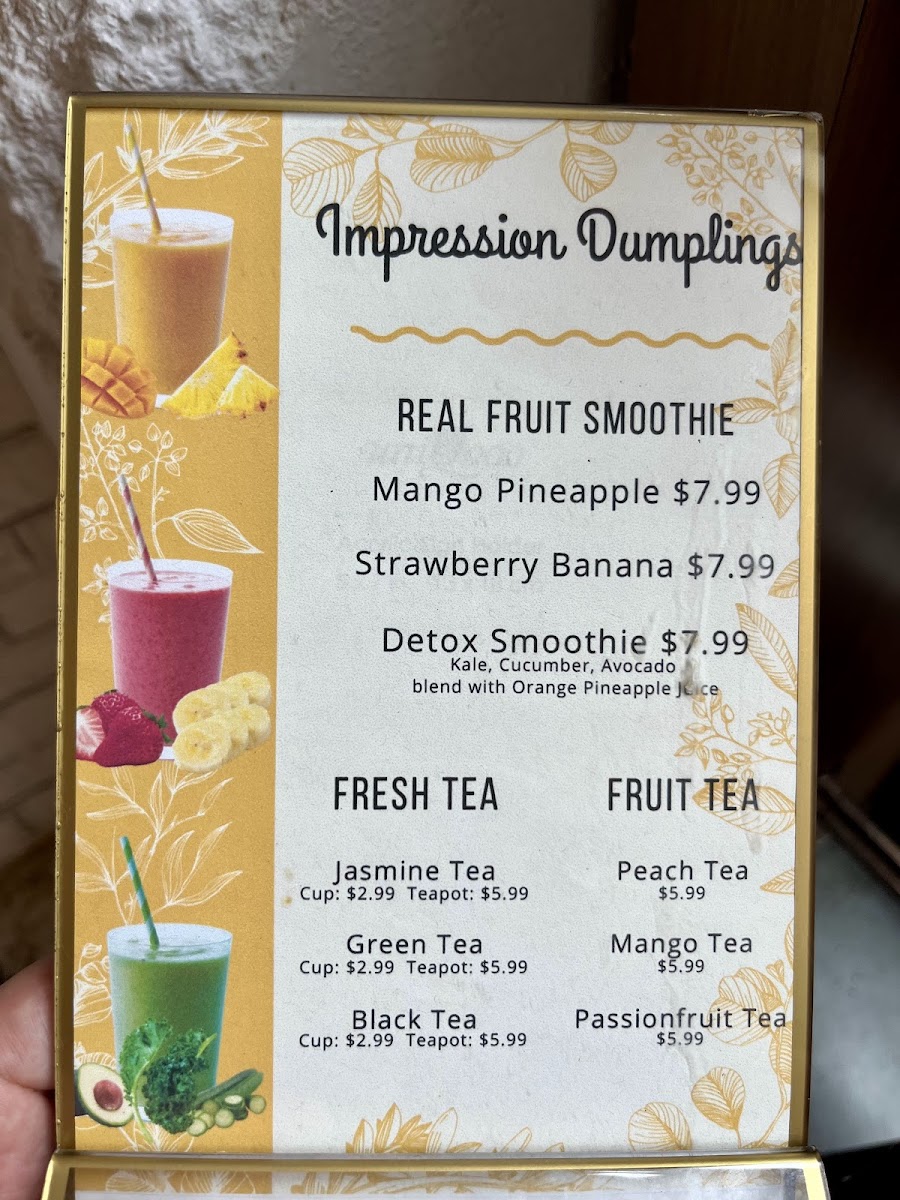 Impression Dumplings
REAL FRUIT SMOOTHIE
Mango Pineapple $7.99
Strawberry Banana $7.99
Detox Smoothie $7.99
Kale, Cucumber, Avocado
blend with Orange Pineapple Juice
FRESH TEA
Jasmine Tea
Cup: $2.99 Teapot: $5.99
Green Tea
Cup: $2.99 Teapot: $5.99
Black Tea
Cup: $2.99 Teapot: $5.99
FRUIT TEA
Peach Tea
$5.99
Mango Tea
$5.99
Passionfruit Tea
$5.99